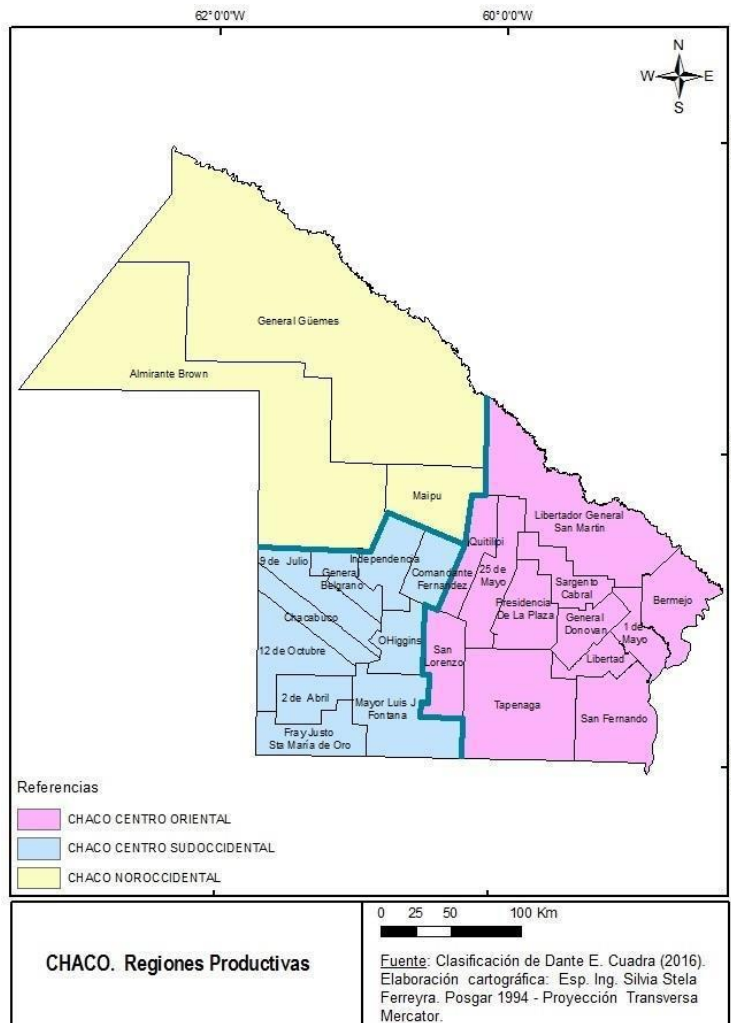 62°0'0"W
60°0'0"W
N
W
E
S
General Güemes
Almirante Brown
Maipu
Libertador General
San Martin
Quitilipi
Independencia
9 de Julio
General
Belgrano
Comandante
Fernandez
25 de
Mayo
Sargento
Cabral
Presidencia
De La Plaza
Bermejo
General
Donovan
1 de
Mayo
Chacabuco
OHiggins
12 de Octubre
San
Lorenzo
Libertad
2 de Abril
Mayor Luis J
Fontana
Tapenaga
San Fernando
Fray Justo
Sta María de Oro
Referencias
CHACO CENTRO ORIENTAL
CHACO CENTRO SUDOCCIDENTAL
CHACO NOROCCIDENTAL
CHACO. Regiones Productivas
0 25 50 100 Km
Fuente: Clasificación de Dante E. Cuadra (2016).
Elaboración cartográfica: Esp. Ing. Silvia Stela
Ferreyra. Posgar 1994 - Proyección Transversa
Mercator.